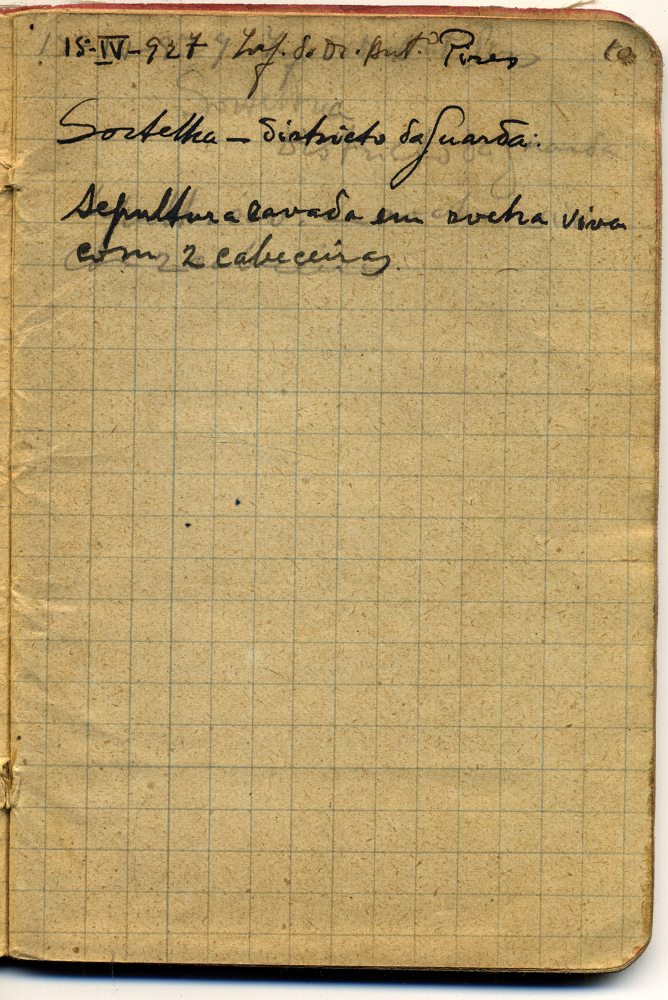 15-IV-927 Inf. do Dr. Ant.º Pires
Sortelha — districto da Guarda.
Sepultura cavada em rocha viva
com 2 cabeceiras.